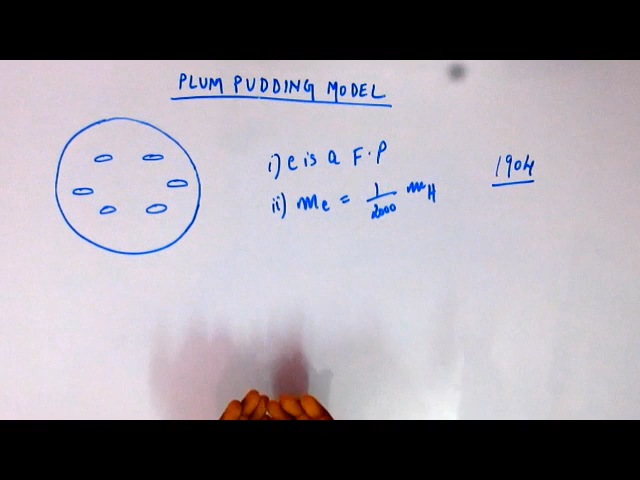 PLUM PUDDING MODEL
i) e is a F.P
1904
ii) me = 1/2000 mH